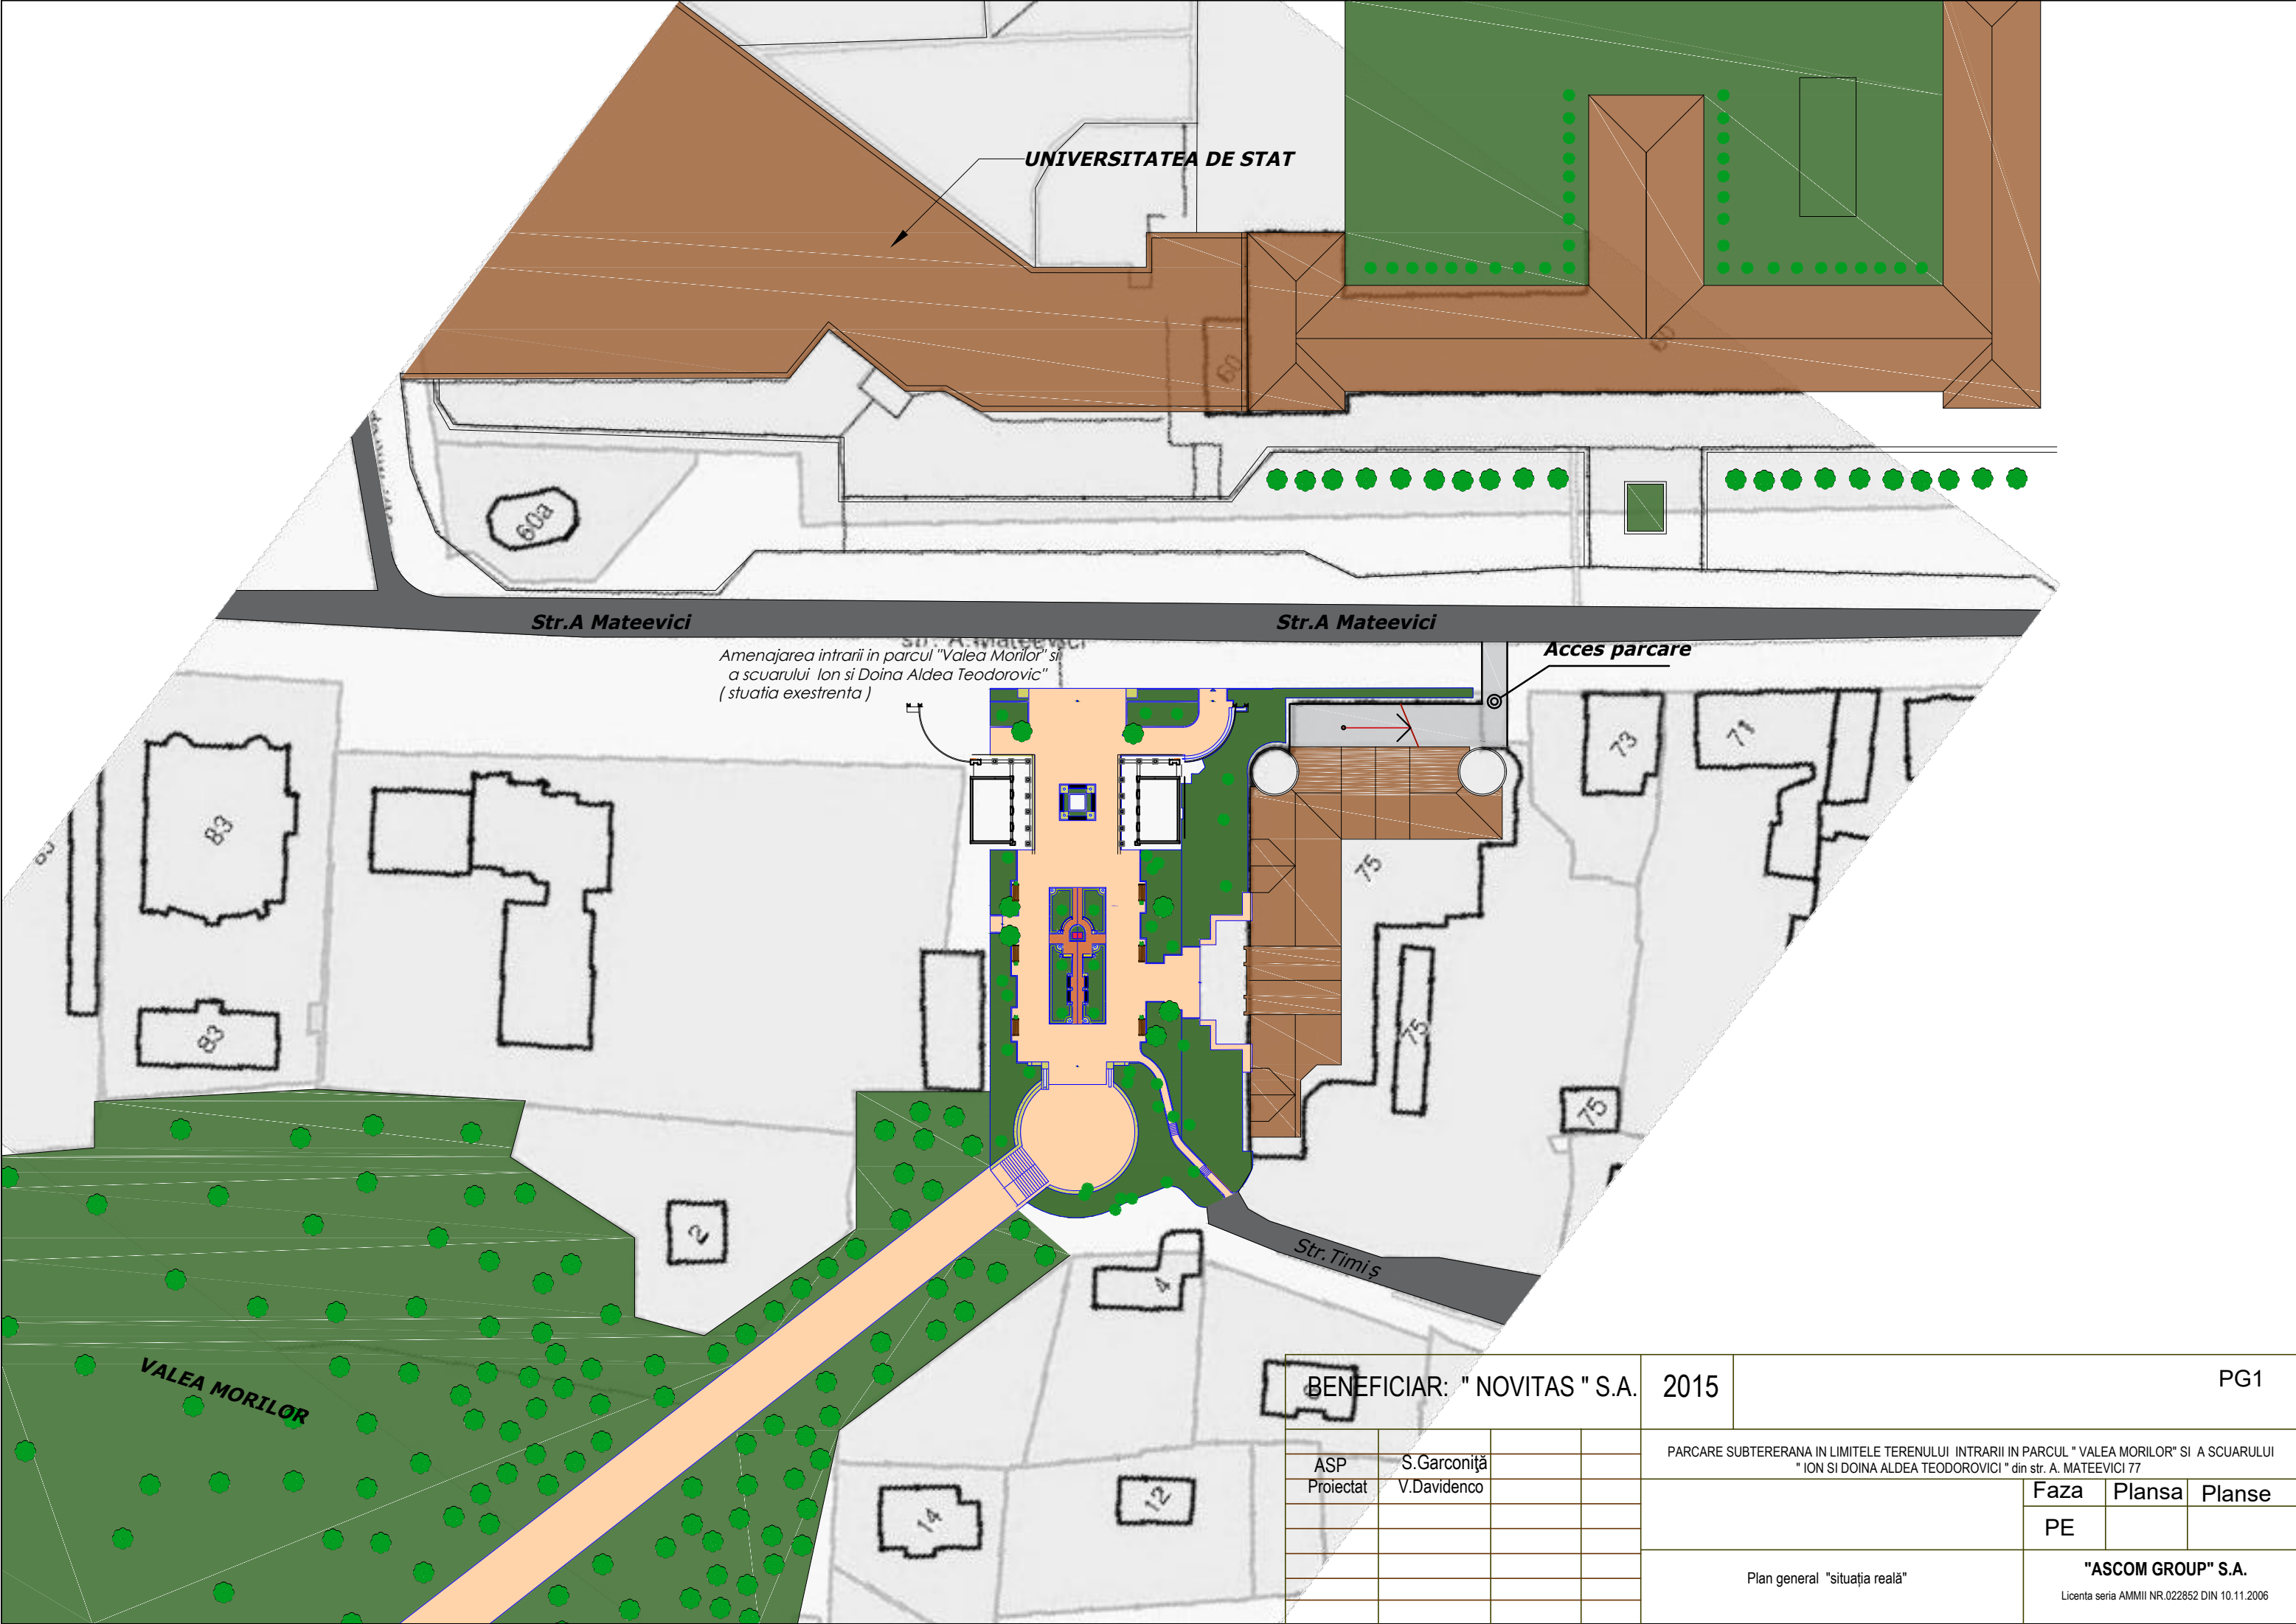 UNIVERSITATEA DE STAT
60
60
60a
Str.A Mateevici
Str.A Mateevici
str. A.Mateevici
Amenajarea intrarii in parcul "Valea Morilor" si
a scuarului Ion si Doina Aldea Teodorovic"
( stuatia exestrenta )
Acces parcare
73
71
83
75
83
75
75
2
Str.Timiș
4
VALEA MORILOR
14
12
BENEFICIAR: " NOVITAS " S.A.
2015
PG1
ASP S.Garconiţă
Proiectat V.Davidenco
PARCARE SUBTERERANA IN LIMITELE TERENULUI INTRARII IN PARCUL " VALEA MORILOR" SI A SCUARULUI
" ION SI DOINA ALDEA TEODOROVICI " din str. A. MATEEVICI 77
Faza Plansa Planse
PE
Plan general "situația reală"
"ASCOM GROUP" S.A.
Licenta seria AMMII NR.022852 DIN 10.11.2006